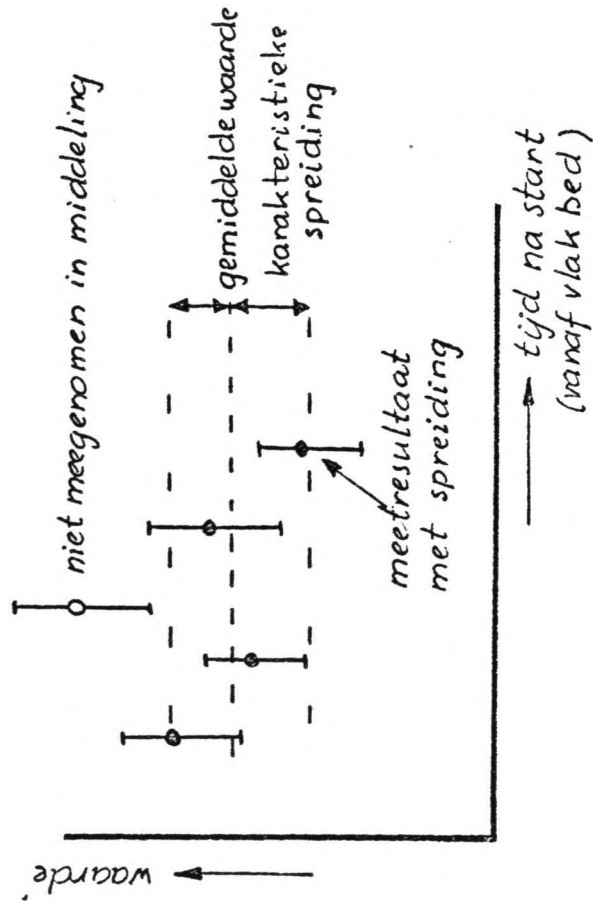 niet meegenomen in middeling
gemiddelde waarde
karakteristieke
spreiding
meetresultaat
met spreiding
waarde
tijd na start
(vanaf vlak bed)